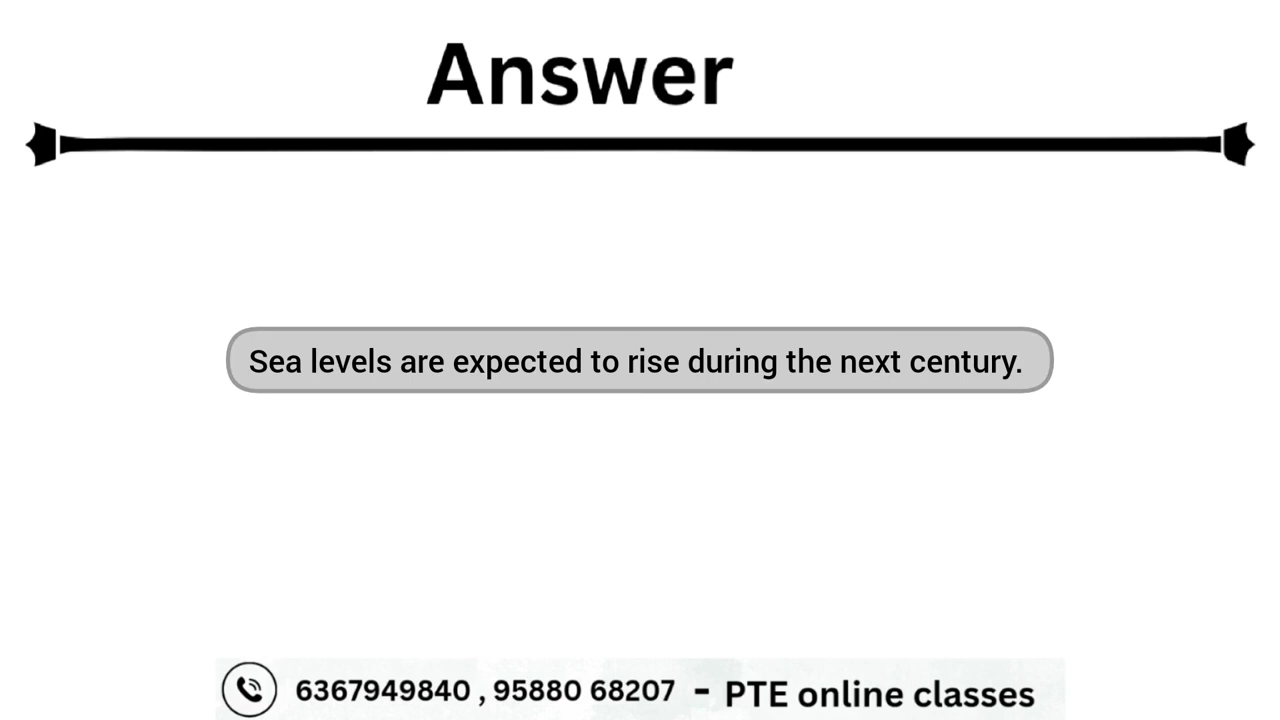 Answer
Sea levels are expected to rise during the next century.
6367949840 , 95880 68207 - PTE online classes